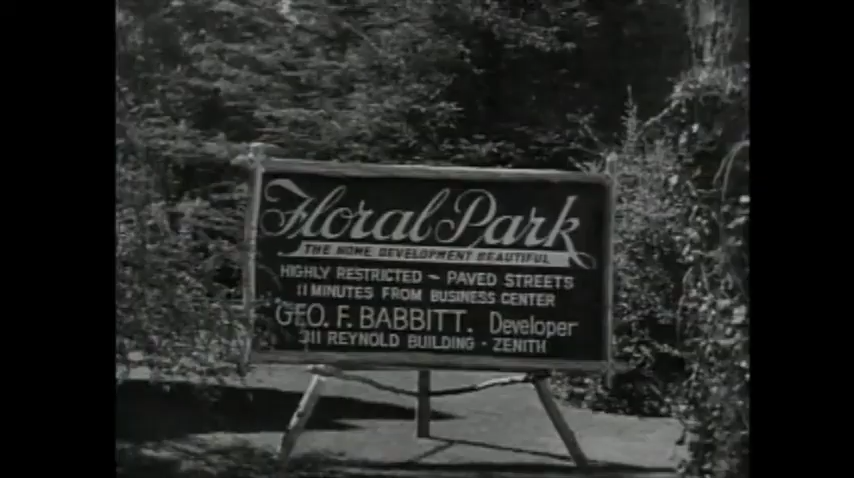 Floral Park
THE HOME DEVELOPMENT BEAUTIFUL
HIGHLY RESTRICTED ~ PAVED STREETS
11 MINUTES FROM BUSINESS CENTER
GEO. F. BABBITT. Developer
311 REYNOLD BUILDING - ZENITH